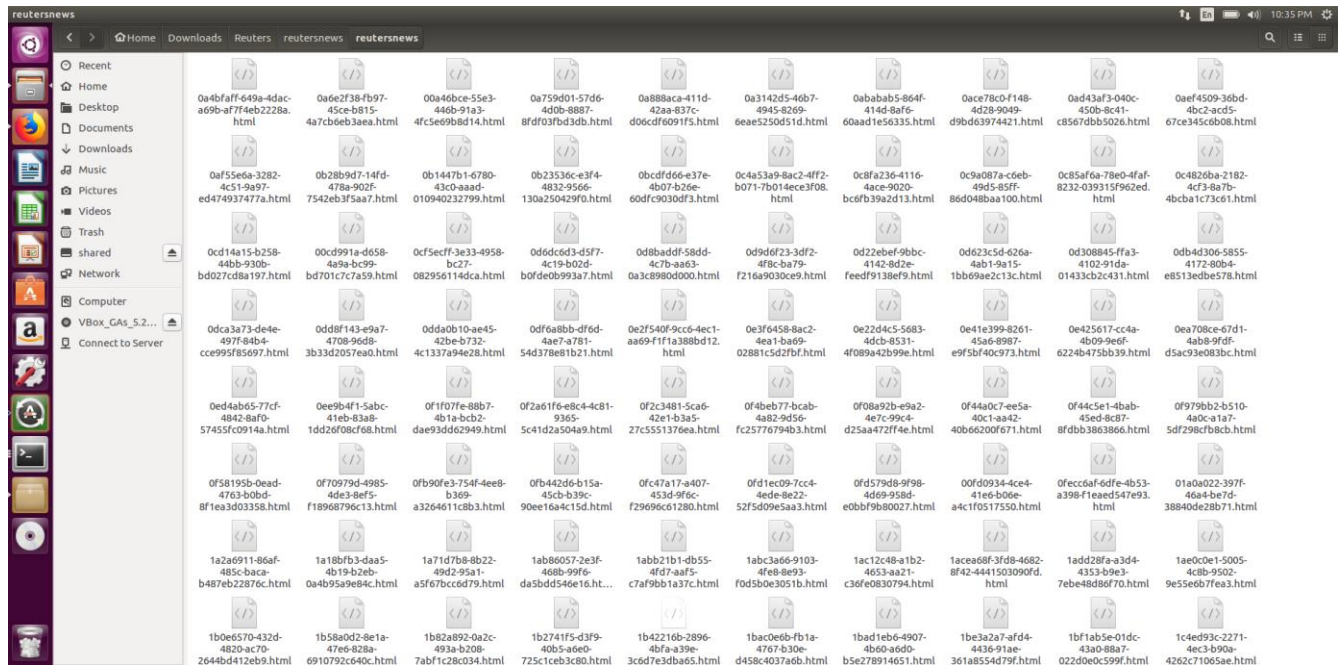 reutersnews
En
10:35 PM
Home Downloads Reuters reutersnews reutersnews
Recent
Home
Desktop
Documents
Downloads
Music
Pictures
Videos
Trash
shared
Network
Computer
VBox_GAs_5.2...
Connect to Server
0a4bfaff-649a-4dac- 0a6e2f38-fb97- 00a46bce-55e3- 0a759d01-57d6- 0a888aca-411d- 0a3142d5-46b7- 0ababab5-864f- 0ace78c0-f148- 0ad43af3-040c- 0aef4509-36bd-
a69b-af7f4eb2228a. 45ce-b815- 446b-91a3- 4d0b-8887- 42aa-837c- 4945-8269- 414d-8af6- 4d28-9049- 450b-8c41- 4bc2-acd5-
html 4a7cb6eb3aea.html 4fc5e69b8d14.html 8fdf03fbd3db.html d06cdf6091f5.html 6eae5250d51d.html 60aad1e56335.html d9bd63974421.html c8567dbb5026.html 67ce345c6b08.html
0af55e6a-3282- 0b28b9d7-14fd- 0b1447b1-6780- 0b23536c-e3f4- 0bcdfd66-e37e- 0c4a53a9-8ac2-4ff2- 0c8fa236-4116- 0c9a087a-c6eb- 0c85af6a-78e0-4faf- 0c4826ba-2182-
4c51-9a97- 478a-902f- 43c0-aaad- 4832-9566- 4b07-b26e- b071-7b014ece3f08. 4ace-9020- 49d5-85ff- 8232-039315f962ed. 4cf3-8a7b-
ed474937477a.html 7542eb3f5aa7.html 010940232799.html 130a250429f0.html 60dfc9030df3.html html bc6fb39a2d13.html 86d048baa100.html html 4bcba1c73c61.html
0cd14a15-b258- 00cd991a-d658- 0cf5ecff-3e33-4958- 0d6dc6d3-d5f7- 0d8baddf-58dd- 0d9d6f23-3df2- 0d22ebef-9bbc- 0d623c5d-626a- 0d308845-ffa3- 0db4d306-5855-
44bb-930b- 4a9a-bc99- bc27- 4c19-b02d- 4c7b-aa63- 4f8c-ba79- 4142-8d2e- 4ab1-9a15- 4102-91da- 4172-80b4-
bd027cd8a197.html bd701c7c7a59.html 082956114dca.html b0fde0b993a7.html 0a3c8980d000.html f216a9030ce9.html feedf9138ef9.html 1bb69ae2c13c.html 01433cb2c431.html e8513edbe578.html
0dca3a73-de4e- 0dd8f143-e9a7- 0dda0b10-ae45- 0df6a8bb-df6d- 0e2f540f-9cc6-4ec1- 0e3f6458-8ac2- 0e22d4c5-5683- 0e41e399-8261- 0e425617-cc4a- 0ea708ce-67d1-
497f-84b4- 4708-96d8- 42be-b732- 4ae7-a781- aa69-f1f1a388bd12. 4ea1-ba69- 4dcb-8531- 45a6-8987- 4b09-9e6f- 4ab8-9fdf-
cce995f85697.html 3b33d2057ea0.html 4c1337a94e28.html 54d378e81b21.html html 02881c5d2fbf.html 4f089a42b99e.html e9f5bf40c973.html 6224b475bb39.html d5ac93e083bc.html
0ed4ab65-77cf- 0ee9b4f1-5abc- 0f1f07fe-88b7- 0f2a61f6-e8c4-4c81- 0f2c3481-5ca6- 0f4beb77-bcab- 0f08a92b-e9a2- 0f44a0c7-ee5a- 0f44c5e1-4bab- 0f979bb2-b510-
4842-8af0- 41eb-83a8- 4b1a-bcb2- 9365- 42e1-b3a5- 4a82-9d56- 4e7c-99c4- 40c1-aa42- 45ed-8c87- 4a0c-a1a7-
57455fc0914a.html 1dd26f08cf68.html dae93dd62949.html 5c41d2a504a9.html 27c5551376ea.html fc25776794b3.html d25aa472ff4e.html 40b66200f671.html 8fdbb3863866.html 5df298cfb8cb.html
0f58195b-0ead- 0f70979d-4985- 0fb90fe3-754f-4ee8- 0fb442d6-b15a- 0fc47a17-a407- 0fd1ec09-7cc4- 0fd579d8-9f98- 00fd0934-4ce4- 0fecc6af-6dfe-4b53- 01a0a022-397f-
4763-b0bd- 4de3-8ef5- b369- 45cb-b39c- 453d-9f6c- 4ede-8e22- 4d69-958d- 41e6-b06e- a398-f1eaed547e93. 46a4-be7d-
8f1ea3d03358.html f18968796c13.html a3264611c8b3.html 90ee16a4c15d.html f29696c61280.html 52f5d09e5aa3.html e0bbf9b80027.html a4c1f0517550.html html 38840de28b71.html
1a2a6911-86af- 1a18bfb3-daa5- 1a71d7b8-8b22- 1ab86057-2e3f- 1abb21b1-db55- 1abc3a66-9103- 1ac12c48-a1b2- 1acea68f-3fd8-4682- 1add28fa-a3d4- 1ae0c0e1-5005-
485c-baca- 4b19-b2eb- 49d2-95a1- 468b-99f6- 4fd7-aaf5- 4fe8-8e93- 4653-aa21- 8f42-4441503090fd. 4353-b9e3- 4c8b-9502-
b487eb22876c.html 0a4b95a9e84c.html a5f67bcc6d79.html da5bdd546e16.ht... c7af9bb1a37c.html f0d5b0e3051b.html c36fe0830794.html html 7ebe48d86f70.html 9e55e6b7fea3.html
1b0e6570-432d- 1b58a0d2-8e1a- 1b82a892-0a2c- 1b2741f5-d3f9- 1b42216b-2896- 1bac0e6b-fb1a- 1bad1eb6-4907- 1be3a2a7-afd4- 1bf1ab5e-01dc- 1c4ed93c-2271-
4820-ac70- 47e6-828a- 493a-b208- 40b5-a6e0- 4bfa-a39e- 4767-b30e- 4b60-a6d0- 4436-91ae- 43a0-88a7- 4ec3-b90a-
2644bd412eb9.html 6910792c640c.html 7abf1c28c034.html 725c1ceb3c80.html 3c6d7e3dba65.html d458c4037a6b.html b5e278914651.html 361a8554d79f.html 022d0e0c599f.html 4262c7105ae.html